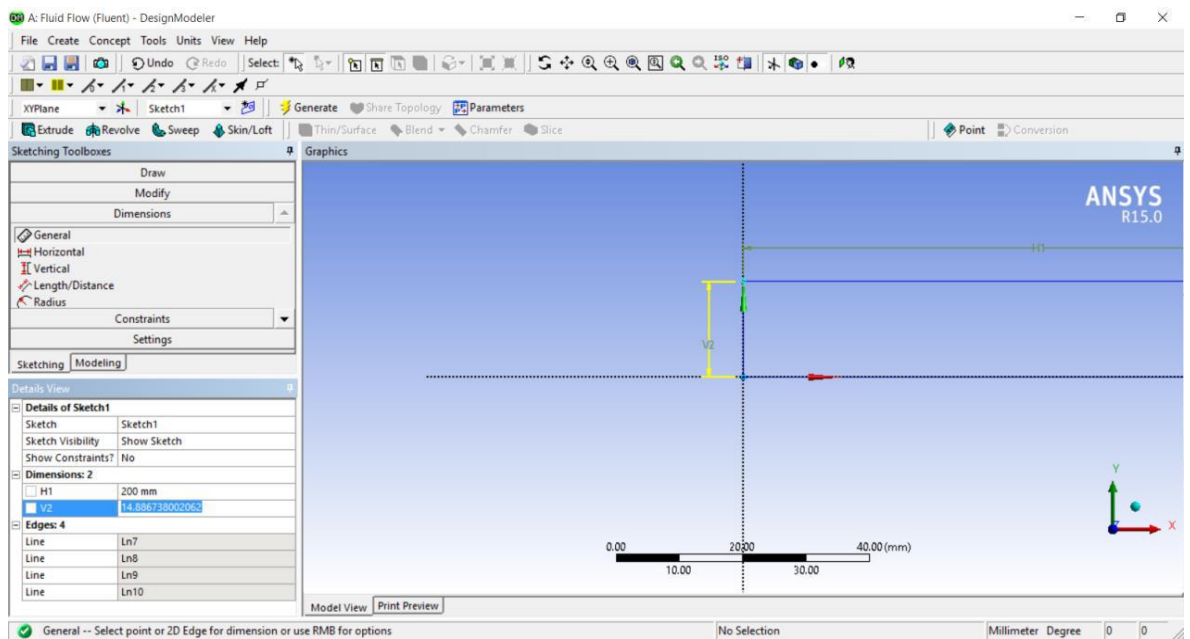 A: Fluid Flow (Fluent) - DesignModeler
File Create Concept Tools Units View Help
Undo Redo Select:
XYPlane Sketch1 Generate Share Topology Parameters
Extrude Revolve Sweep Skin/Loft Thin/Surface Blend Chamfer Slice Point Conversion
Sketching Toolboxes
Draw
Modify
Dimensions
General
Horizontal
Vertical
Length/Distance
Radius
Constraints
Settings
Sketching Modeling
Details View
Details of Sketch1
Sketch Sketch1
Sketch Visibility Show Sketch
Show Constraints? No
Dimensions: 2
H1 200 mm
V2 14.886738002062
Edges: 4
Line Ln7
Line Ln8
Line Ln9
Line Ln10
Graphics
ANSYS
R15.0
H1
V2
Y
X
0.00 20.00 40.00 (mm)
10.00 30.00
Model View Print Preview
General -- Select point or 2D Edge for dimension or use RMB for options No Selection Millimeter Degree 0 0